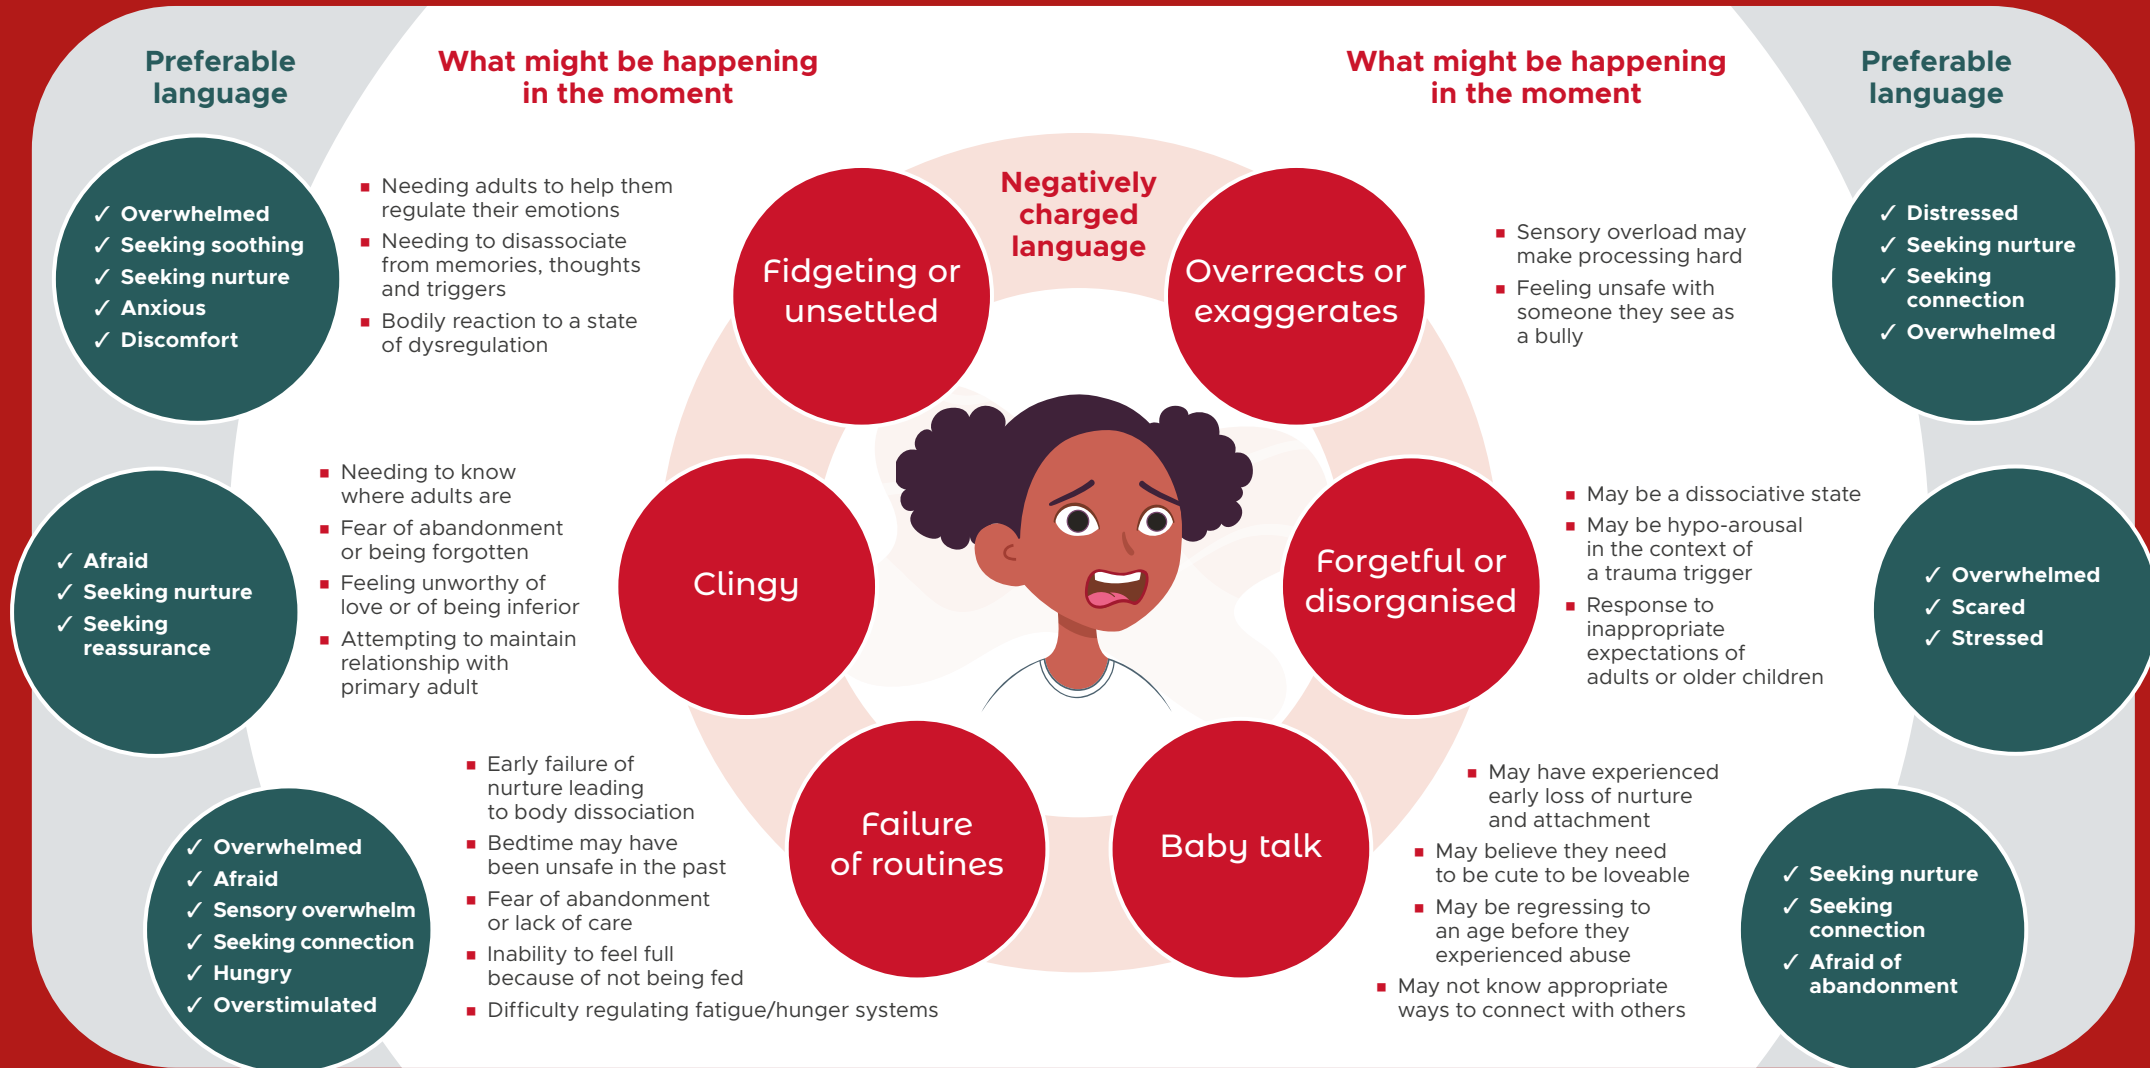 Preferable
language
What might be happening
in the moment
What might be happening
in the moment
Preferable
language
Negatively
charged
language
✓ Overwhelmed
✓ Seeking soothing
✓ Seeking nurture
✓ Anxious
✓ Discomfort
▪ Needing adults to help them
regulate their emotions
▪ Needing to disassociate
from memories, thoughts
and triggers
▪ Bodily reaction to a state
of dysregulation
Fidgeting or
unsettled
Overreacts or
exaggerates
▪ Sensory overload may
make processing hard
▪ Feeling unsafe with
someone they see as
a bully
✓ Distressed
✓ Seeking nurture
✓ Seeking
connection
✓ Overwhelmed
✓ Afraid
✓ Seeking nurture
✓ Seeking
reassurance
▪ Needing to know
where adults are
▪ Fear of abandonment
or being forgotten
▪ Feeling unworthy of
love or of being inferior
▪ Attempting to maintain
relationship with
primary adult
Clingy
Forgetful or
disorganised
▪ May be a dissociative state
▪ May be hypo-arousal
in the context of
a trauma trigger
▪ Response to
inappropriate
expectations of
adults or older children
✓ Overwhelmed
✓ Scared
✓ Stressed
✓ Overwhelmed
✓ Afraid
✓ Sensory overwhelm
✓ Seeking connection
✓ Hungry
✓ Overstimulated
▪ Early failure of
nurture leading
to body dissociation
▪ Bedtime may have
been unsafe in the past
▪ Fear of abandonment
or lack of care
▪ Inability to feel full
because of not being fed
▪ Difficulty regulating fatigue/hunger systems
Failure
of routines
Baby talk
▪ May have experienced
early loss of nurture
and attachment
▪ May believe they need
to be cute to be loveable
▪ May be regressing to
an age before they
experienced abuse
▪ May not know appropriate
ways to connect with others
✓ Seeking nurture
✓ Seeking
connection
✓ Afraid of
abandonment